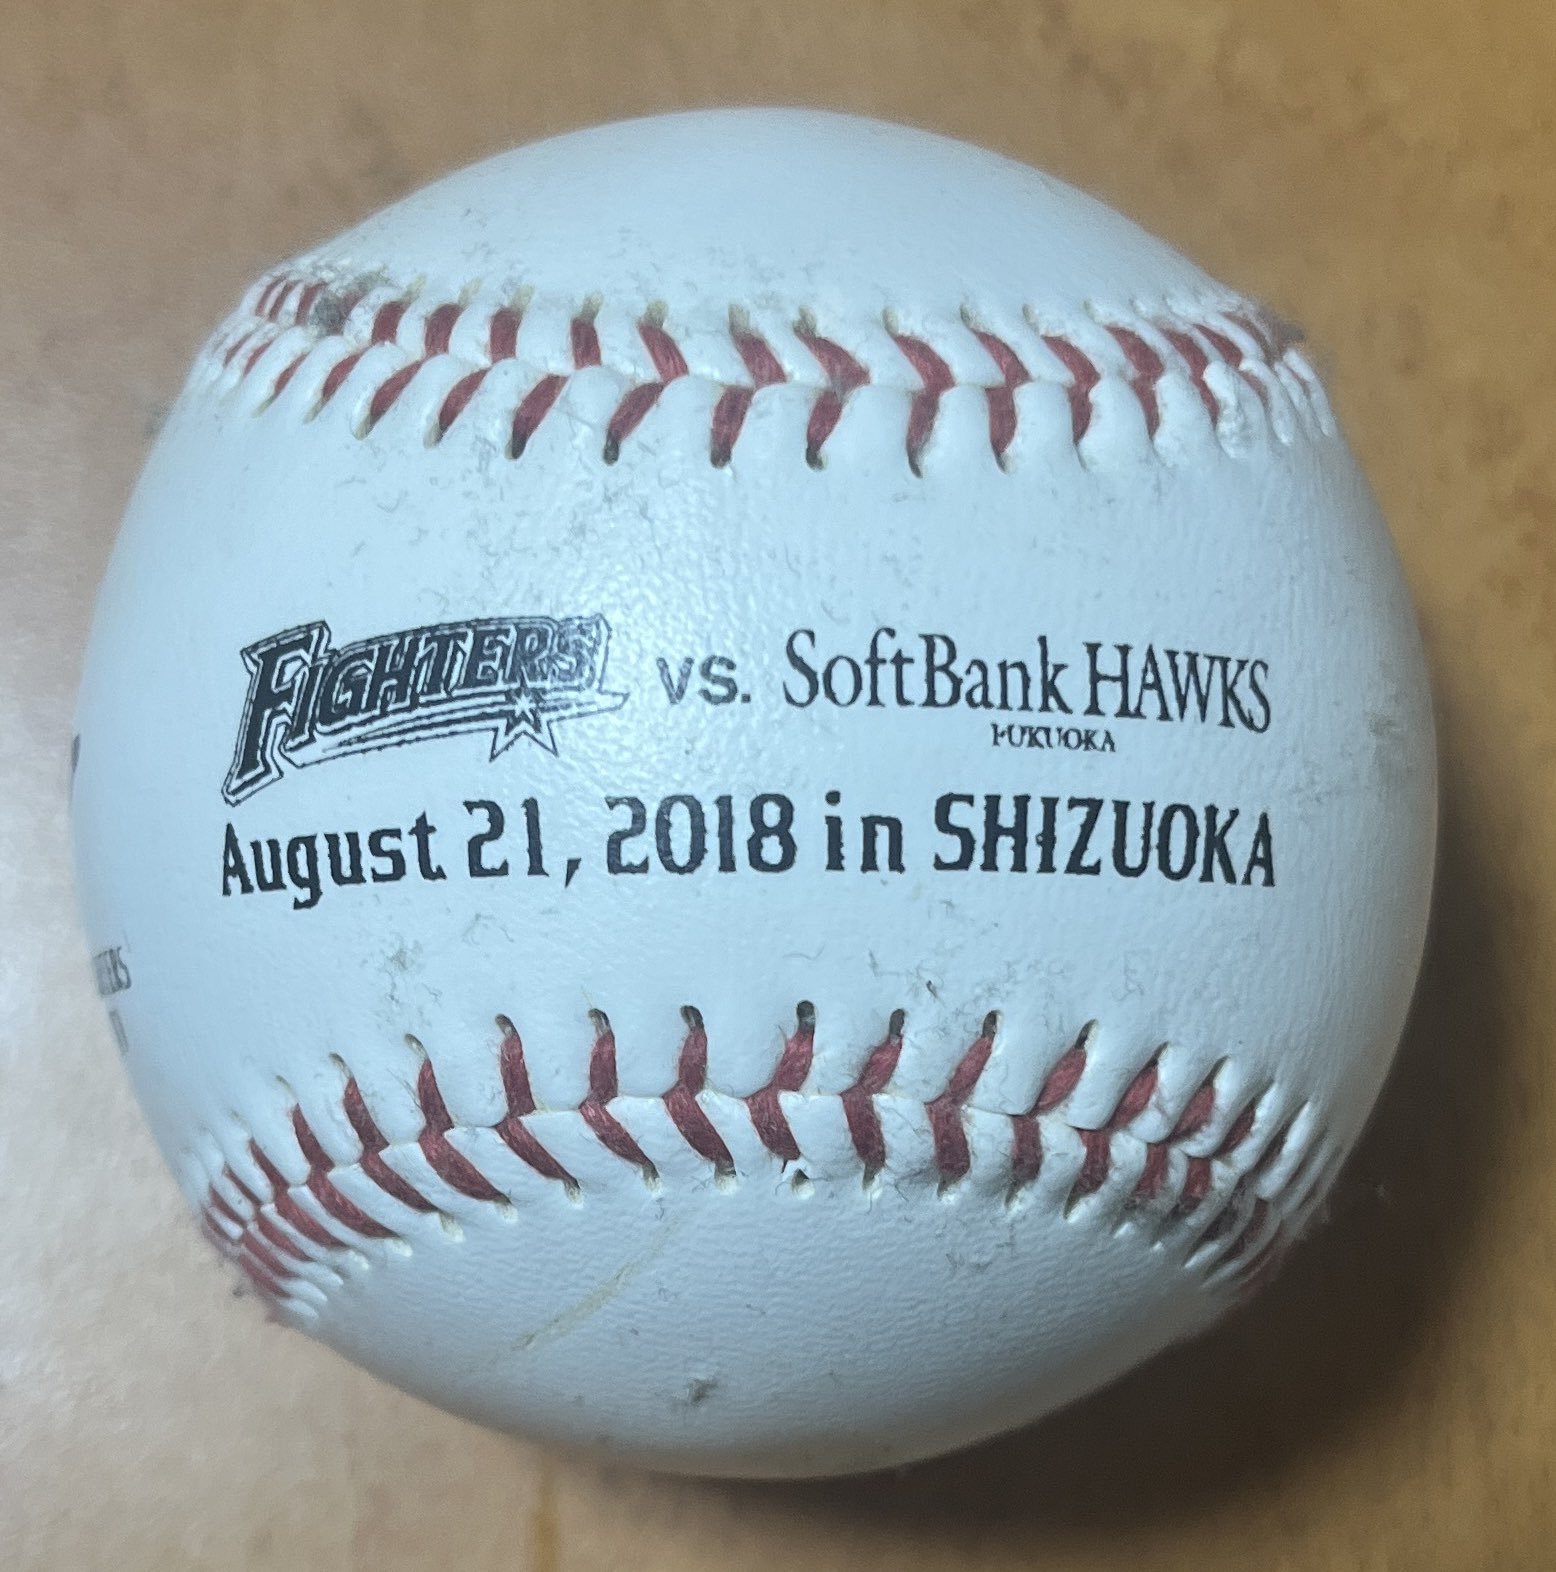 FIGHTERS vs. SoftBank HAWKS
FUKUOKA
August 21, 2018 in SHIZUOKA